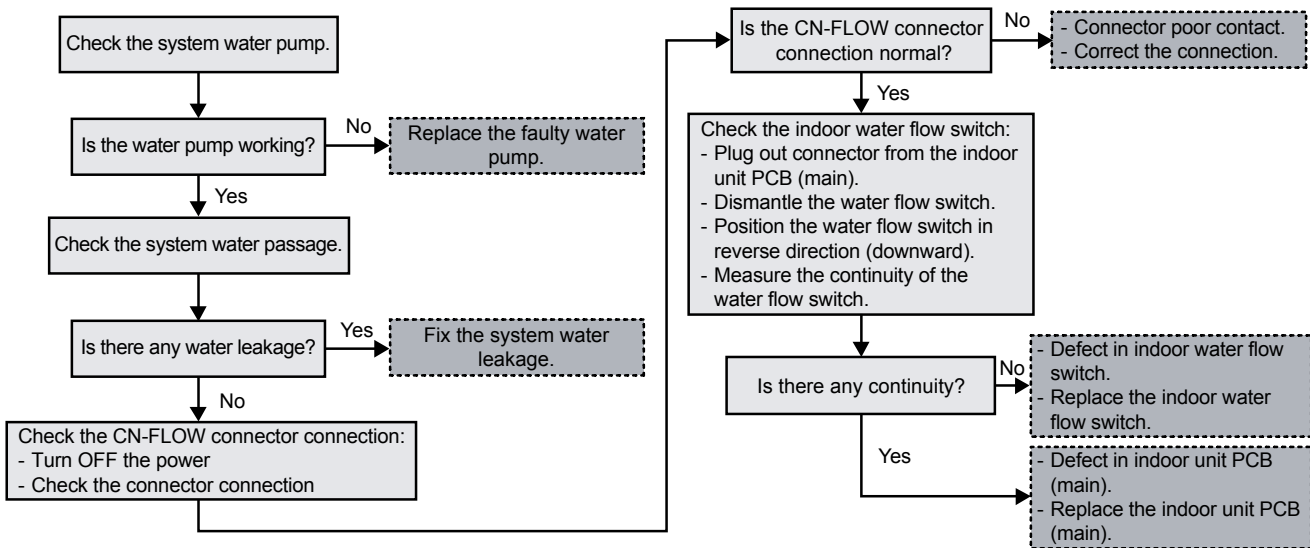 Check the system water pump.
Is the water pump working?
No
Replace the faulty water
pump.
Yes
Check the system water passage.
Is there any water leakage?
Yes
Fix the system water
leakage.
No
Check the CN-FLOW connector connection:
- Turn OFF the power
- Check the connector connection
Is the CN-FLOW connector
connection normal?
No
- Connector poor contact.
- Correct the connection.
Yes
Check the indoor water flow switch:
- Plug out connector from the indoor
unit PCB (main).
- Dismantle the water flow switch.
- Position the water flow switch in
reverse direction (downward).
- Measure the continuity of the
water flow switch.
Is there any continuity?
No
- Defect in indoor water flow
switch.
- Replace the indoor water
flow switch.
Yes
- Defect in indoor unit PCB
(main).
- Replace the indoor unit PCB
(main).